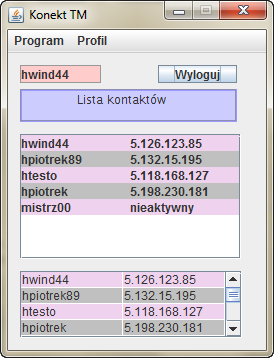 Konekt TM
Program Profil
hwind44 Wyloguj
Lista kontaktów
hwind44 5.126.123.85
hpiotrek89 5.132.15.195
htesto 5.118.168.127
hpiotrek 5.198.230.181
mistrz00 nieaktywny
hwind44 5.126.123.85
hpiotrek89 5.132.15.195
htesto 5.118.168.127
hpiotrek 5.198.230.181